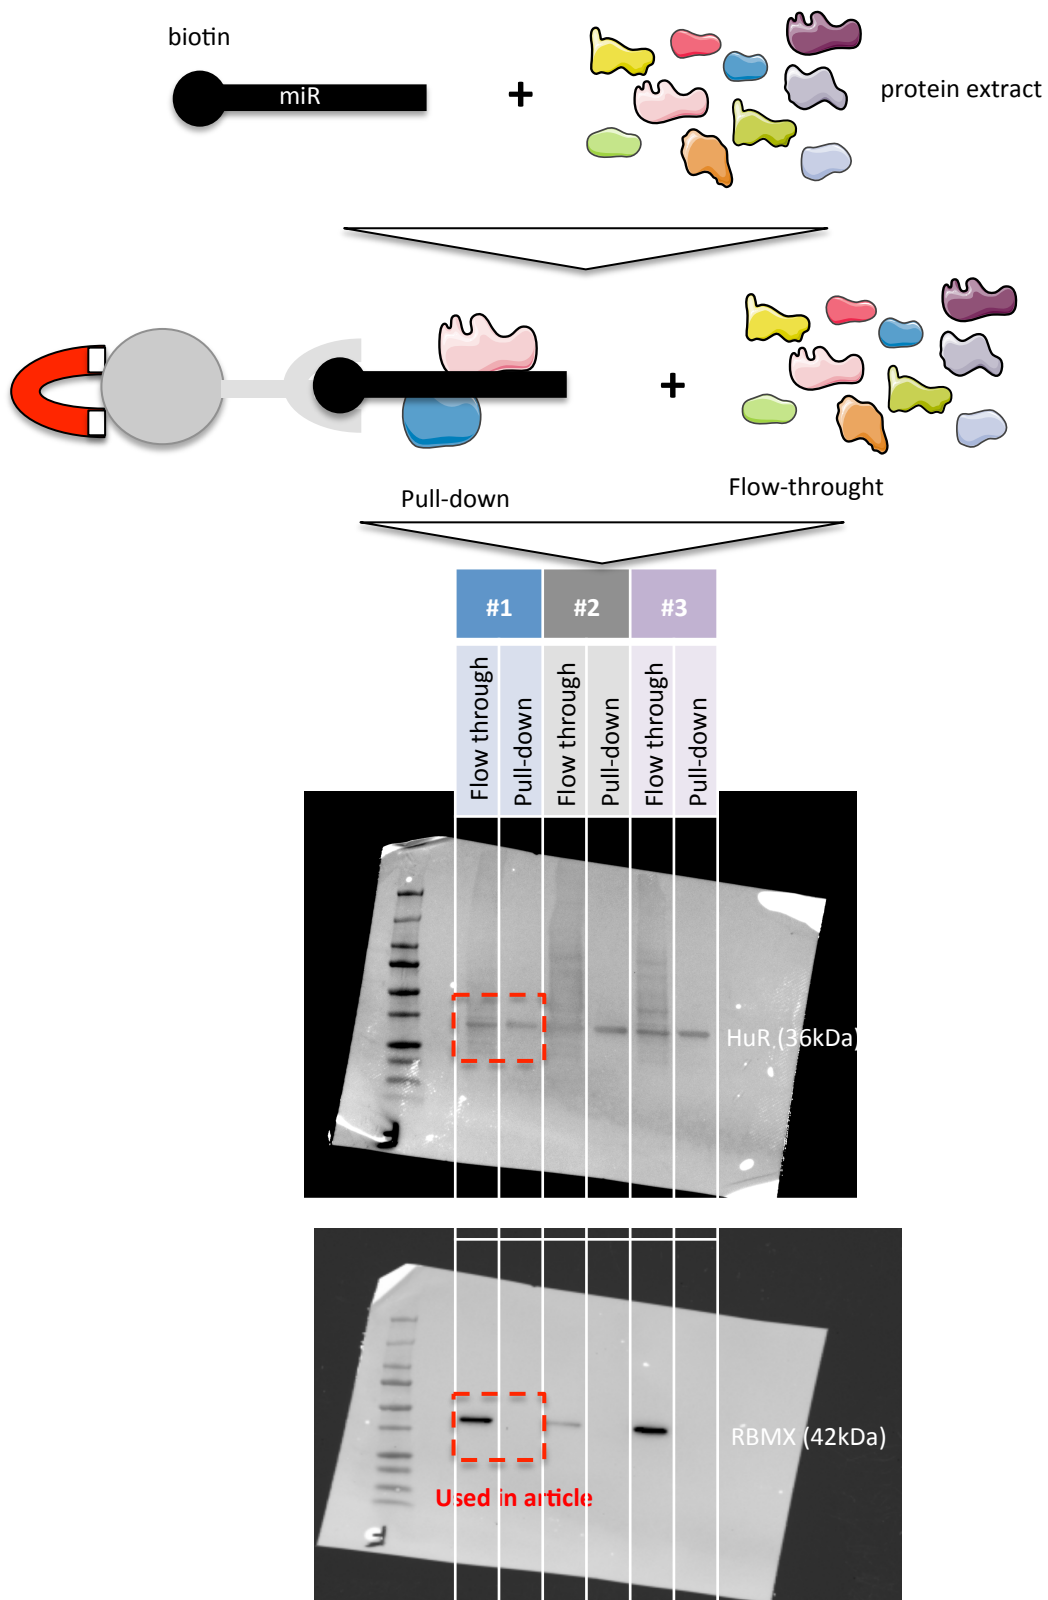 biotin
miR
+
protein extract
+
Pull-down
Flow-throught
#1 #2 #3
Flow through
Pull-down
Flow through
Pull-down
Flow through
Pull-down
HuR (36kDa)
RBMX (42kDa)
Used in article